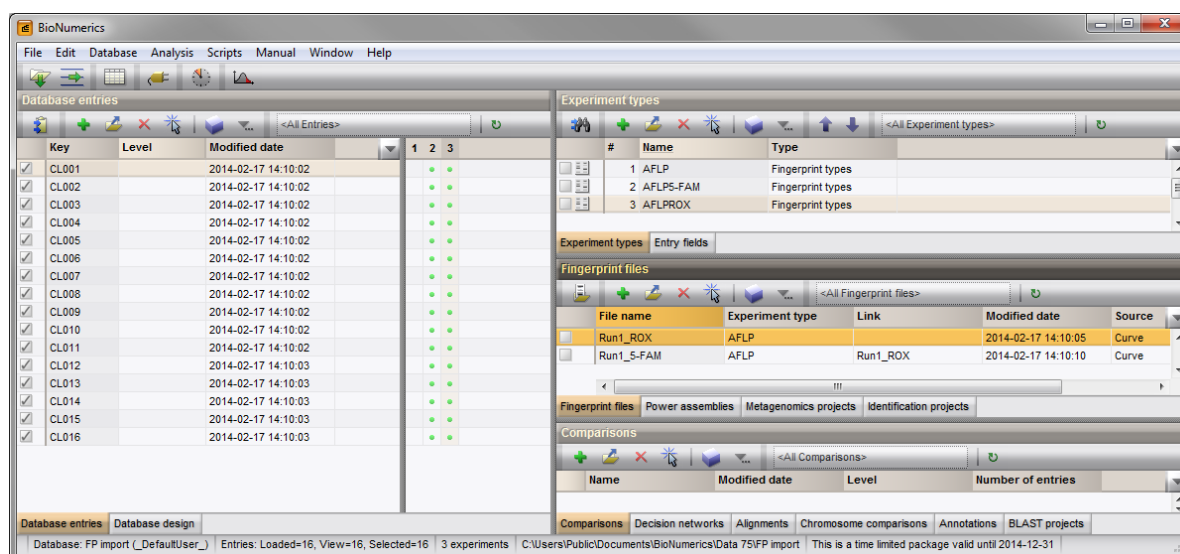 BioNumerics
File Edit Database Analysis Scripts Manual Window Help
Database entries
<All Entries>
Key Level Modified date 1 2 3
CL001 2014-02-17 14:10:02
CL002 2014-02-17 14:10:02
CL003 2014-02-17 14:10:02
CL004 2014-02-17 14:10:02
CL005 2014-02-17 14:10:02
CL006 2014-02-17 14:10:02
CL007 2014-02-17 14:10:02
CL008 2014-02-17 14:10:02
CL009 2014-02-17 14:10:02
CL010 2014-02-17 14:10:02
CL011 2014-02-17 14:10:02
CL012 2014-02-17 14:10:03
CL013 2014-02-17 14:10:03
CL014 2014-02-17 14:10:03
CL015 2014-02-17 14:10:03
CL016 2014-02-17 14:10:03
Database entries Database design
Experiment types
<All Experiment types>
# Name Type
1 AFLP Fingerprint types
2 AFLP5-FAM Fingerprint types
3 AFLPROX Fingerprint types
Experiment types Entry fields
Fingerprint files
<All Fingerprint files>
File name Experiment type Link Modified date Source
Run1_ROX AFLP 2014-02-17 14:10:05 Curve
Run1_5-FAM AFLP Run1_ROX 2014-02-17 14:10:10 Curve
Fingerprint files Power assemblies Metagenomics projects Identification projects
Comparisons
<All Comparisons>
Name Modified date Level Number of entries
Comparisons Decision networks Alignments Chromosome comparisons Annotations BLAST projects
Database: FP import (_DefaultUser_) Entries: Loaded=16, View=16, Selected=16 3 experiments C:\Users\Public\Documents\BioNumerics\Data 75\FP import This is a time limited package valid until 2014-12-31